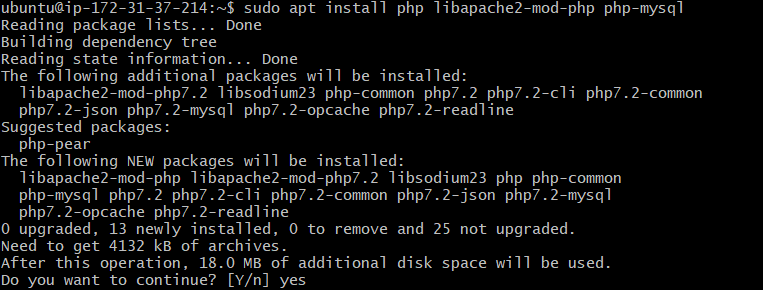 ubuntu@ip-172-31-37-214:~$ sudo apt install php libapache2-mod-php php-mysql
Reading package lists... Done
Building dependency tree
Reading state information... Done
The following additional packages will be installed:
  libapache2-mod-php7.2 libsodium23 php-common php7.2 php7.2-cli php7.2-common
  php7.2-json php7.2-mysql php7.2-opcache php7.2-readline
Suggested packages:
  php-pear
The following NEW packages will be installed:
  libapache2-mod-php libapache2-mod-php7.2 libsodium23 php php-common
  php-mysql php7.2 php7.2-cli php7.2-common php7.2-json php7.2-mysql
  php7.2-opcache php7.2-readline
0 upgraded, 13 newly installed, 0 to remove and 25 not upgraded.
Need to get 4132 kB of archives.
After this operation, 18.0 MB of additional disk space will be used.
Do you want to continue? [Y/n] yes